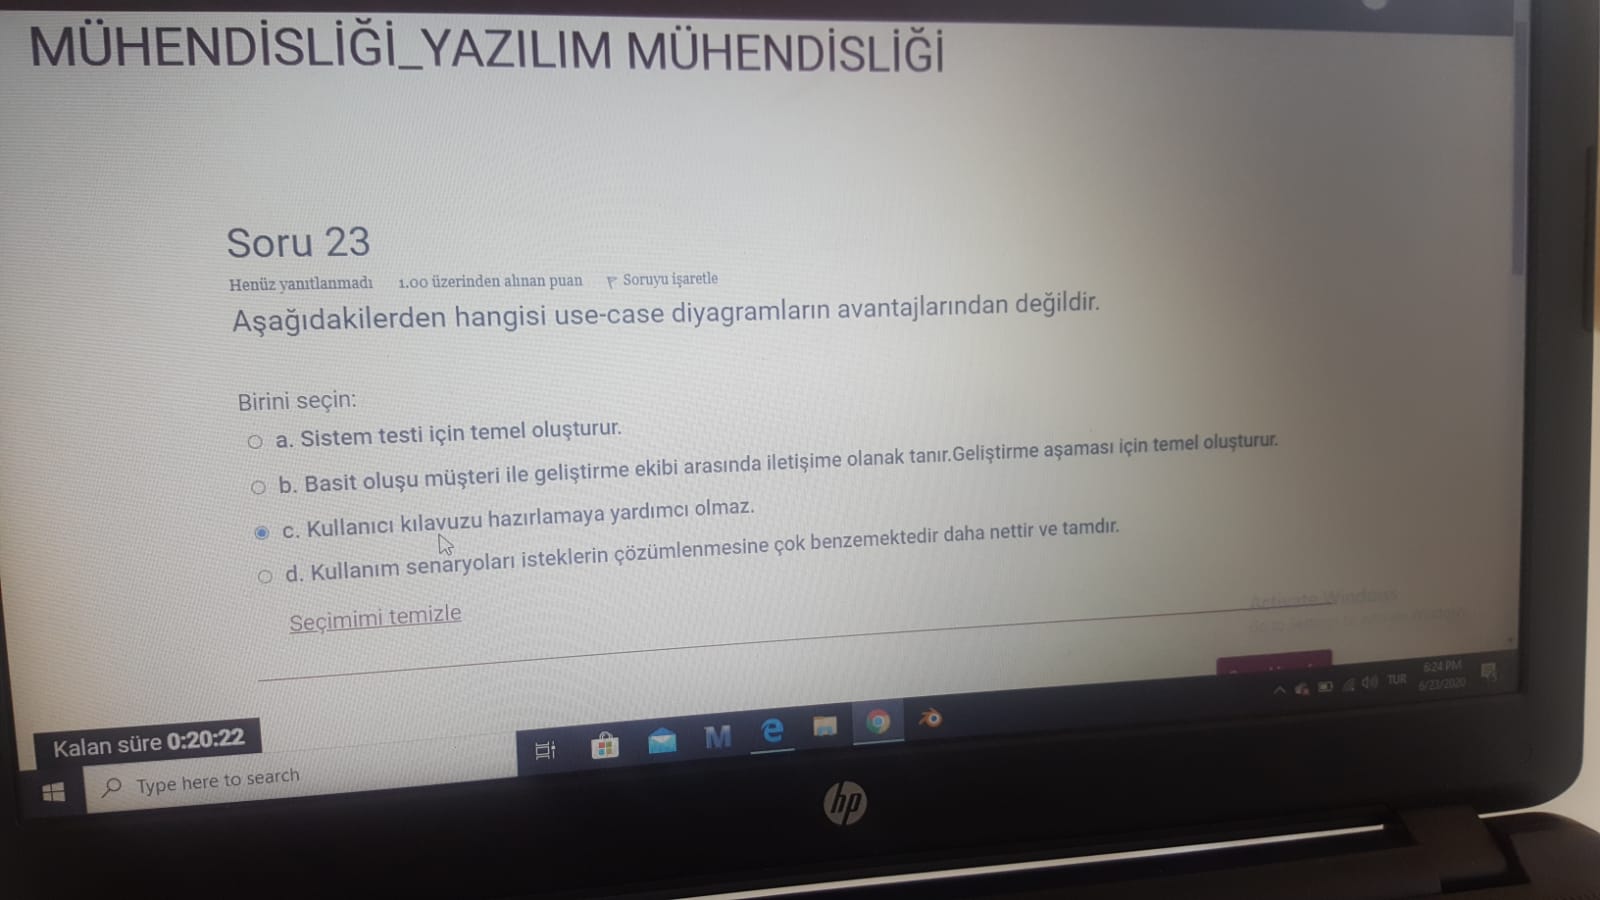 MÜHENDİSLİĞİ_YAZILIM MÜHENDİSLİĞİ
Soru 23
Henüz yanıtlanmadı 1.00 üzerinden alınan puan Soruyu işaretle
Aşağıdakilerden hangisi use-case diyagramların avantajlarından değildir.
Birini seçin:
a. Sistem testi için temel oluşturur.
b. Basit oluşu müşteri ile geliştirme ekibi arasında iletişime olanak tanır.Geliştirme aşaması için temel oluşturur.
c. Kullanıcı kılavuzu hazırlamaya yardımcı olmaz.
d. Kullanım senaryoları isteklerin çözümlenmesine çok benzemektedir daha nettir ve tamdır.
Seçimimi temizle
Activate Windows
Kalan süre 0:20:22
Type here to search
M
TUR
6:24 PM
6/23/2020
hp